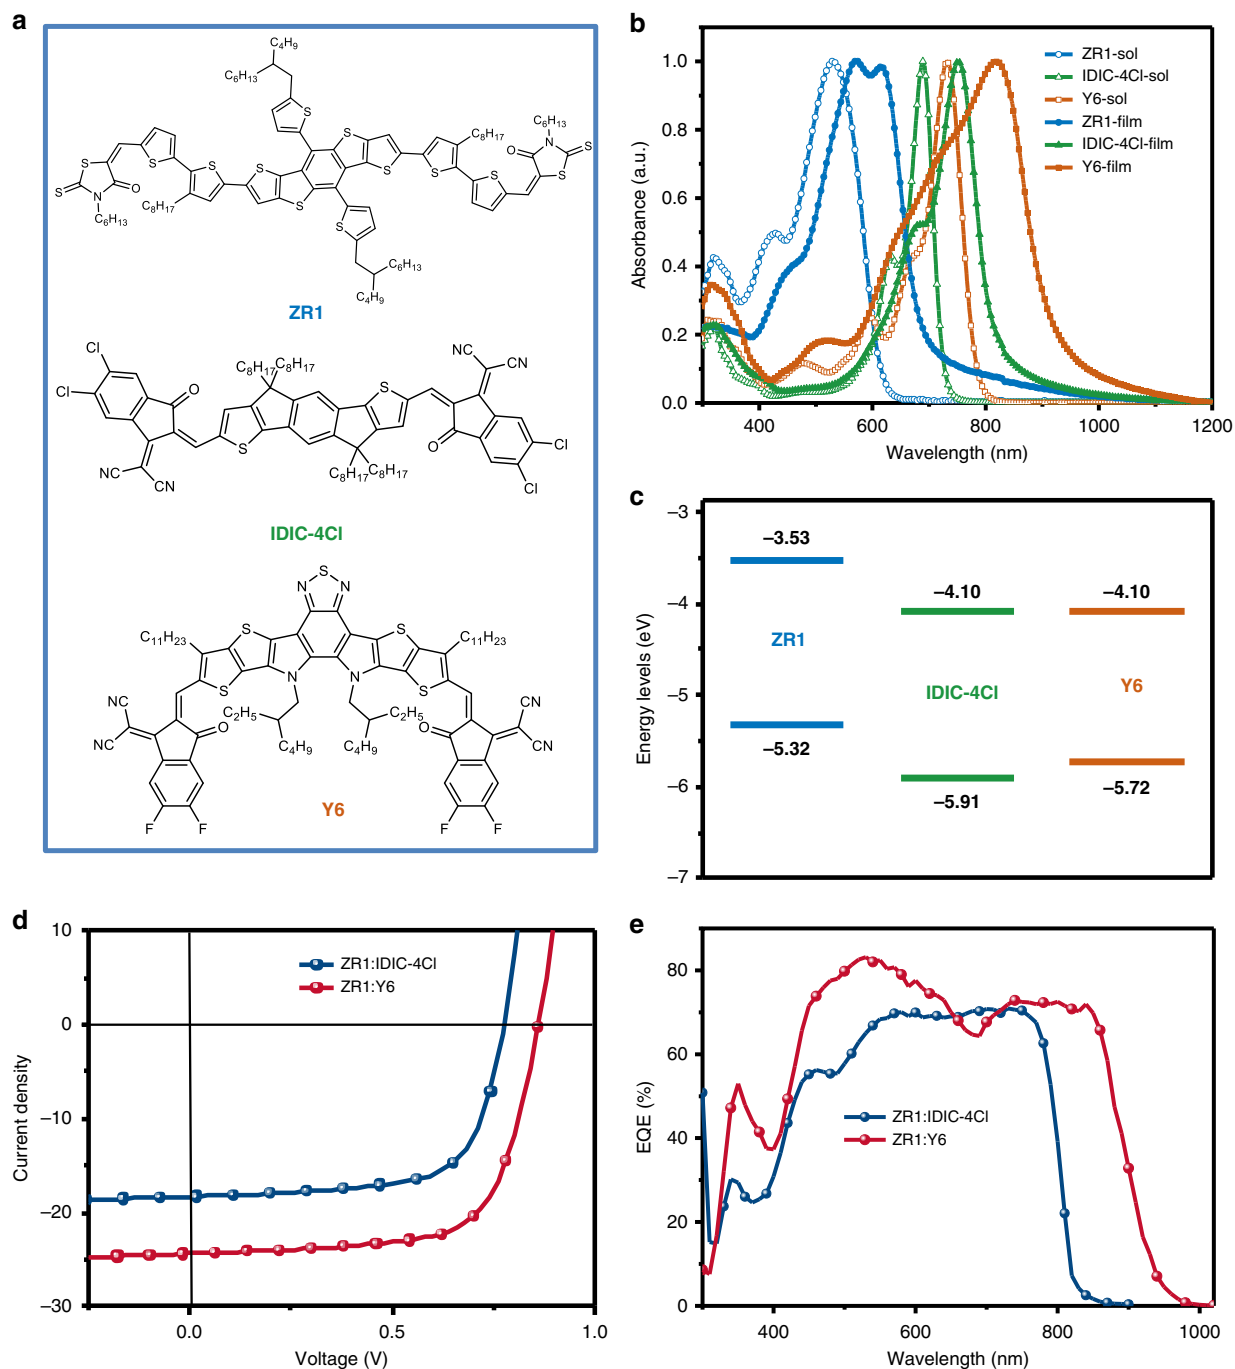 a
C4H9
C6H13
S
S
S
C8H17
C6H13
N
O
S
S
S
O
S
S
N
S
S
C8H17
C6H13
S
S
S
S
S
C6H13
C4H9
ZR1
Cl
Cl
O
C8H17 C8H17
NC
CN
S
S
O
NC
CN
C8H17 C8H17
Cl
Cl
IDIC-4Cl
S
N N
C11H23
S
S
C11H23
S
N
N
S
NC
NC
O
C2H5
C4H9
C2H5
C4H9
O
CN
CN
F
F
F
F
Y6
b
Absorbance (a.u.)
1.0
0.8
0.6
0.4
0.2
0.0
400
600
800
1000
1200
Wavelength (nm)
ZR1-sol
IDIC-4Cl-sol
Y6-sol
ZR1-film
IDIC-4Cl-film
Y6-film
c
Energy levels (eV)
–3
–4
–5
–6
–7
–3.53
ZR1
–5.32
–4.10
IDIC-4Cl
–5.91
–4.10
Y6
–5.72
d
Current density
10
0
–10
–20
–30
0.0
0.5
1.0
Voltage (V)
ZR1:IDIC-4Cl
ZR1:Y6
e
EQE (%)
80
60
40
20
0
400
600
800
1000
Wavelength (nm)
ZR1:IDIC-4Cl
ZR1:Y6